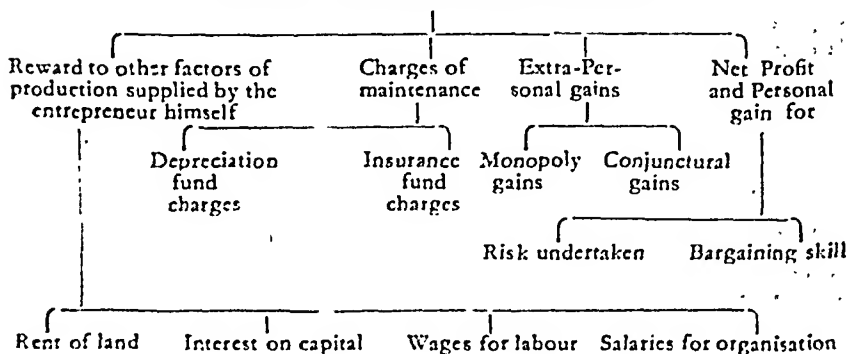 Reward to other factors of
production supplied by the
entrepreneur himself
Charges of
maintenance
Extra-Per-
sonal gains
Net Profit
and Personal
gain for
Depreciation
fund
charges
Insurance
fund
charges
Monopoly
gains
Conjunctural
gains
Risk undertaken
Bargaining skill
Rent of land
Interest on capital
Wages for labour
Salaries for organisation